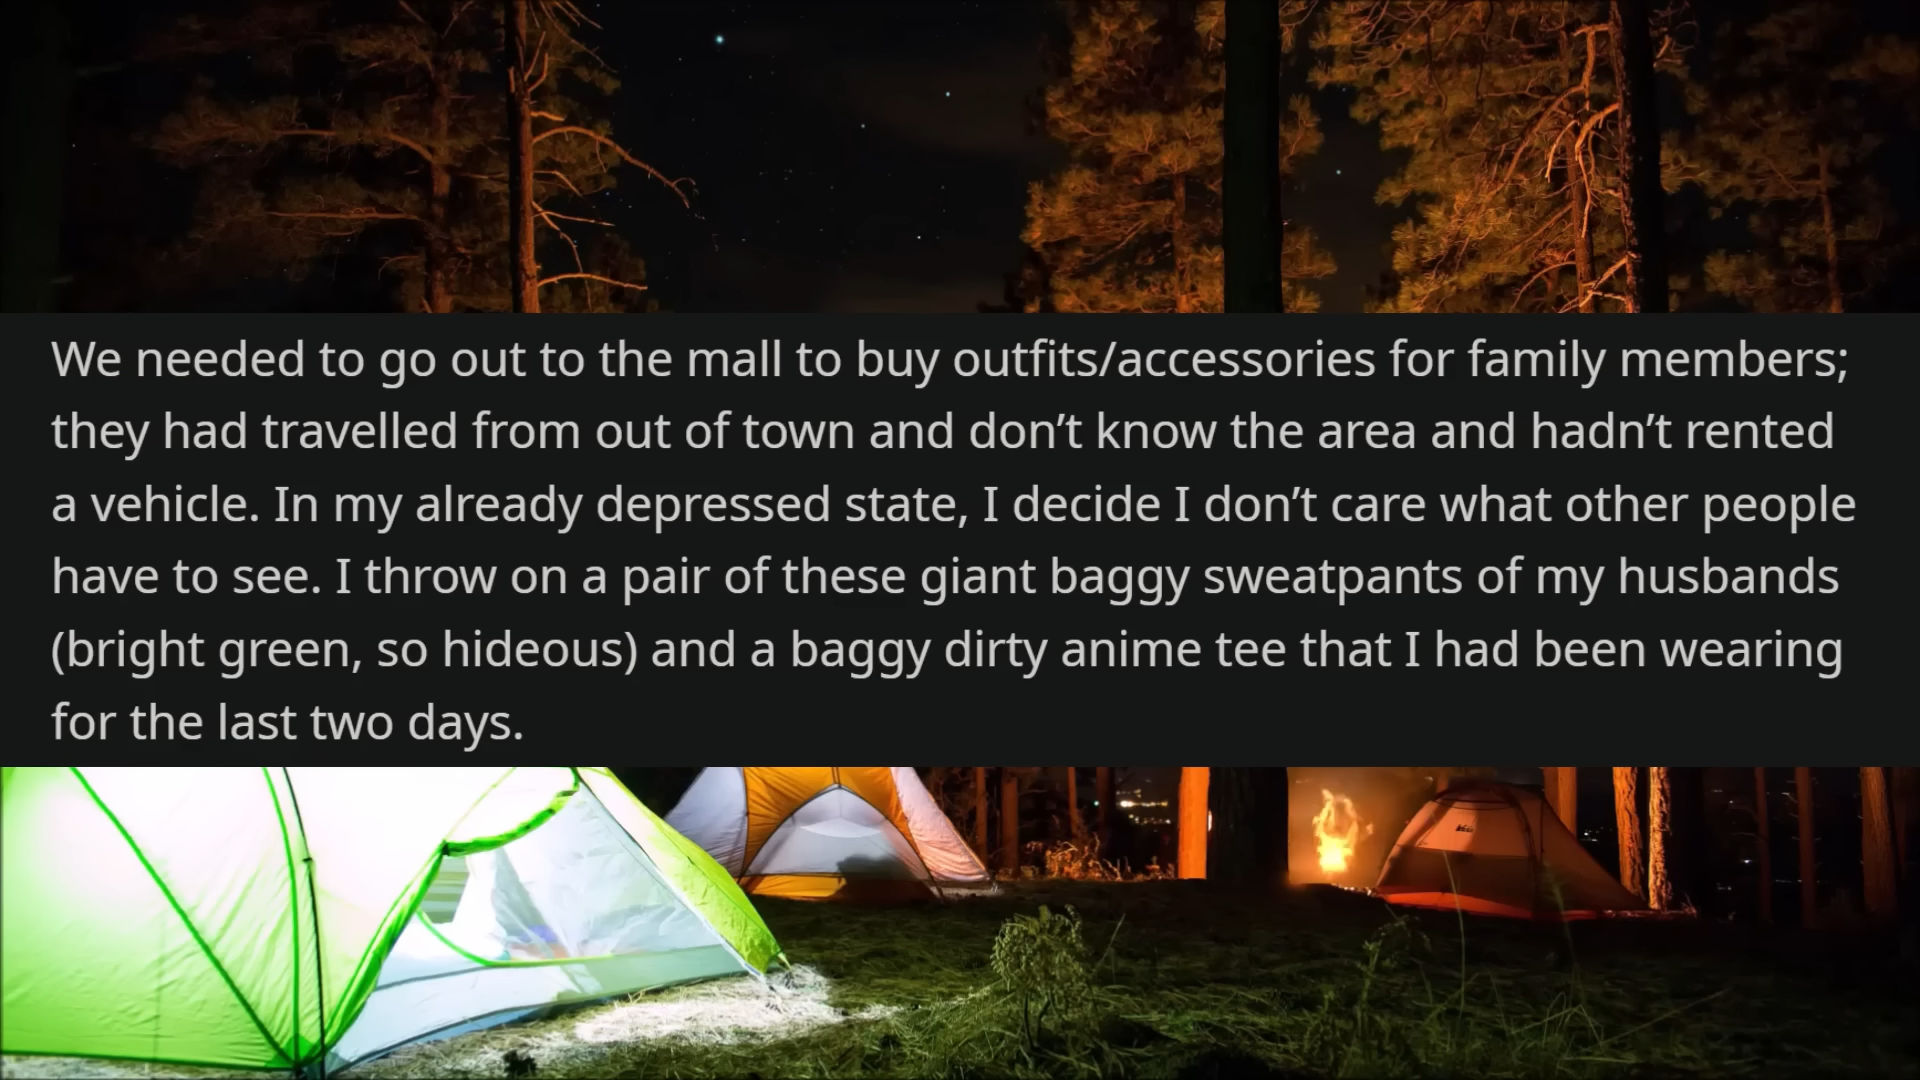 We needed to go out to the mall to buy outfits/accessories for family members;
they had travelled from out of town and don’t know the area and hadn’t rented
a vehicle. In my already depressed state, I decide I don’t care what other people
have to see. I throw on a pair of these giant baggy sweatpants of my husbands
(bright green, so hideous) and a baggy dirty anime tee that I had been wearing
for the last two days.